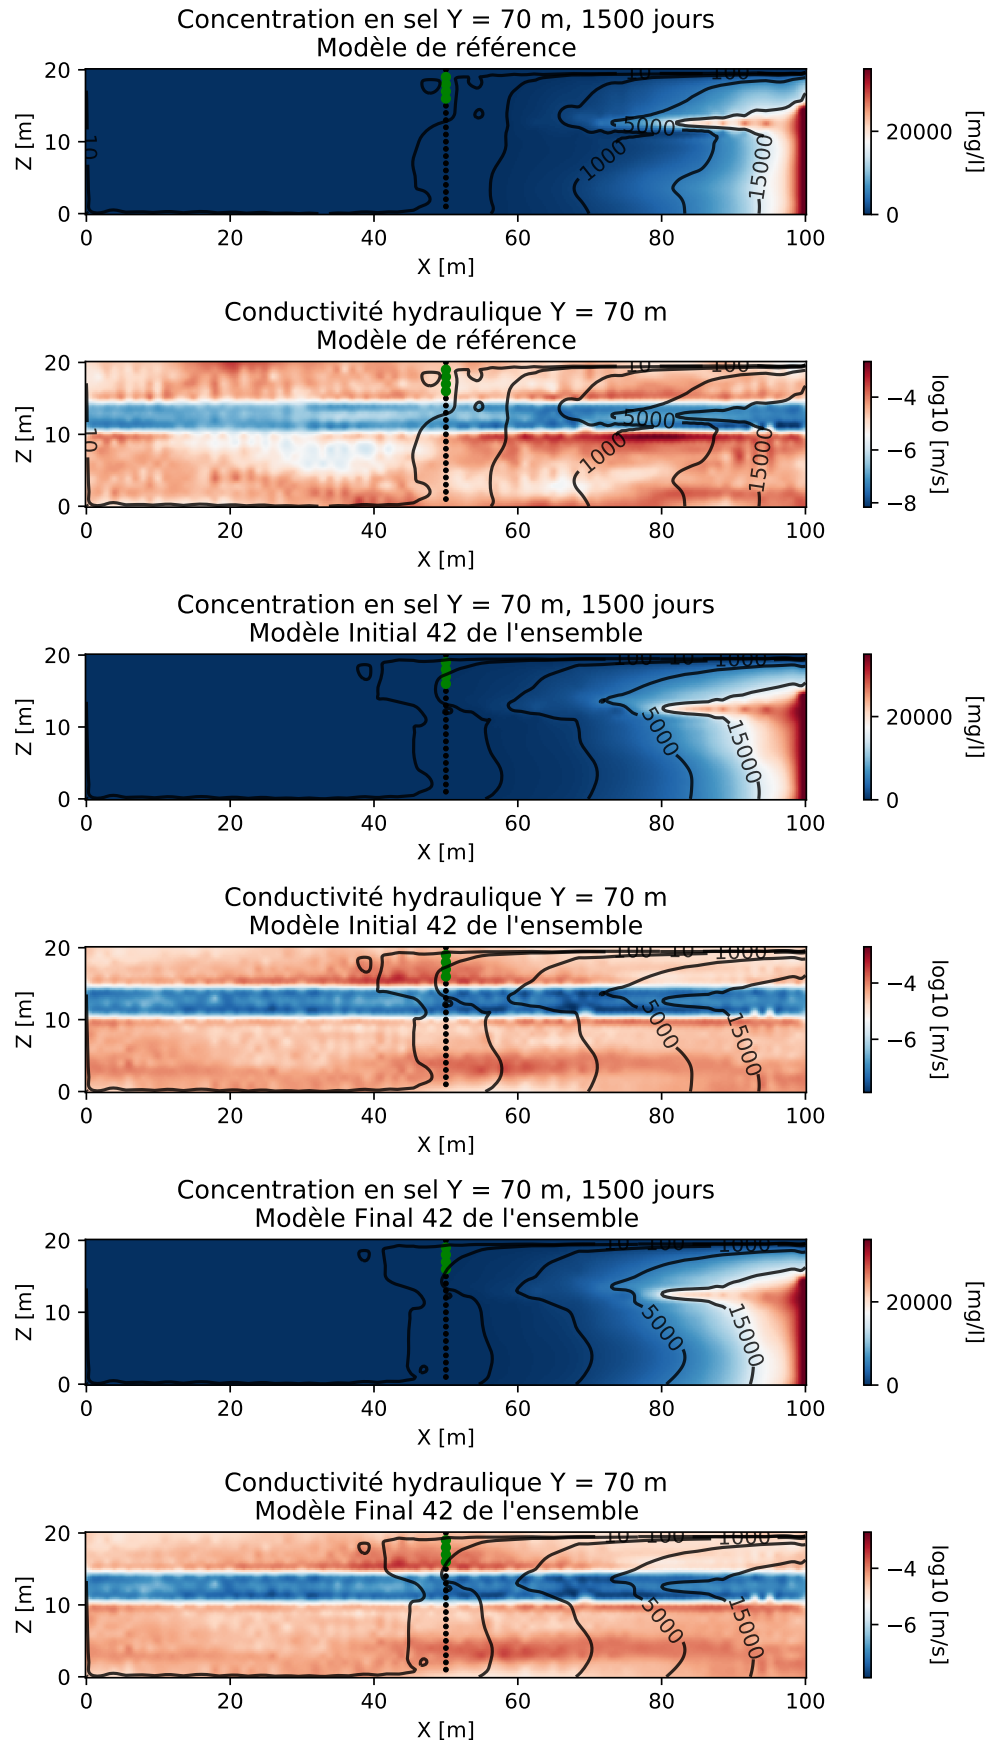 Concentration en sel Y = 70 m, 1500 jours
Modèle de référence
20
10
0
Z [m]
10
10
100
1000
5000
15000
0 20 40 60 80 100
X [m]
20000
0
[mg/l]
Conductivité hydraulique Y = 70 m
Modèle de référence
20
10
0
Z [m]
10
10
100
1000
5000
15000
0 20 40 60 80 100
X [m]
−4
−6
−8
log10 [m/s]
Concentration en sel Y = 70 m, 1500 jours
Modèle Initial 42 de l'ensemble
20
10
0
Z [m]
100
10
1000
5000
15000
0 20 40 60 80 100
X [m]
20000
0
[mg/l]
Conductivité hydraulique Y = 70 m
Modèle Initial 42 de l'ensemble
20
10
0
Z [m]
100
10
1000
5000
15000
0 20 40 60 80 100
X [m]
−4
−6
log10 [m/s]
Concentration en sel Y = 70 m, 1500 jours
Modèle Final 42 de l'ensemble
20
10
0
Z [m]
10
100
1000
5000
15000
0 20 40 60 80 100
X [m]
20000
0
[mg/l]
Conductivité hydraulique Y = 70 m
Modèle Final 42 de l'ensemble
20
10
0
Z [m]
10
100
1000
5000
15000
0 20 40 60 80 100
X [m]
−4
−6
log10 [m/s]